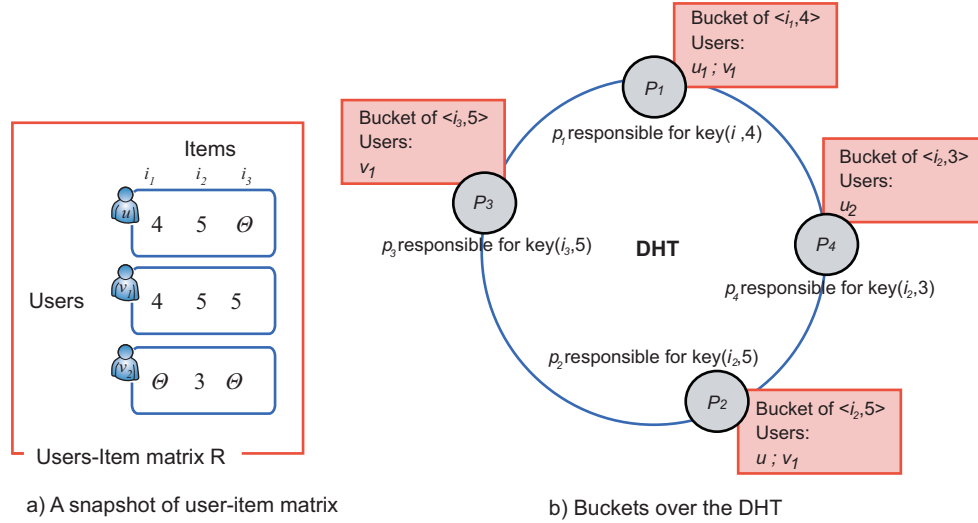 Items
i1 i2 i3
u
4 5 Θ
Users
v1
4 5 5
v2
Θ 3 Θ
Users-Item matrix R
a) A snapshot of user-item matrix
Bucket of <i1,4>
Users:
u1 ; v1
P1
p1 responsible for key(i ,4)
Bucket of <i3,5>
Users:
v1
P3
p3 responsible for key(i3,5)
DHT
Bucket of <i2,3>
Users:
u2
P4
p4 responsible for key(i2,3)
p2 responsible for key(i2,5)
P2
Bucket of <i2,5>
Users:
u ; v1
b) Buckets over the DHT